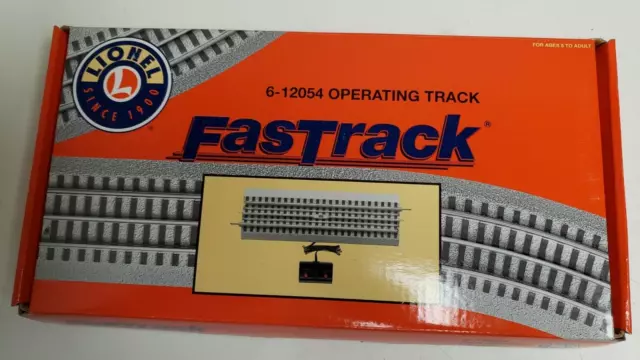 FOR AGES 8 TO ADULT
LIONEL
L
SINCE 1900
®
6-12054 OPERATING TRACK
FasTrack®